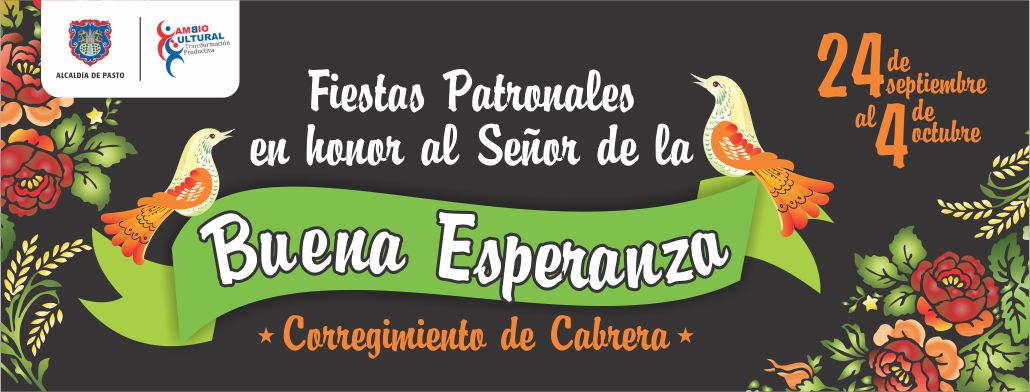 ALCALDÍA DE PASTO
CAMBIO
CULTURAL
Transformación
Productiva
Fiestas Patronales
en honor al Señor de la
Buena Esperanza
★ Corregimiento de Cabrera ★
24 de septiembre
al 4 de octubre